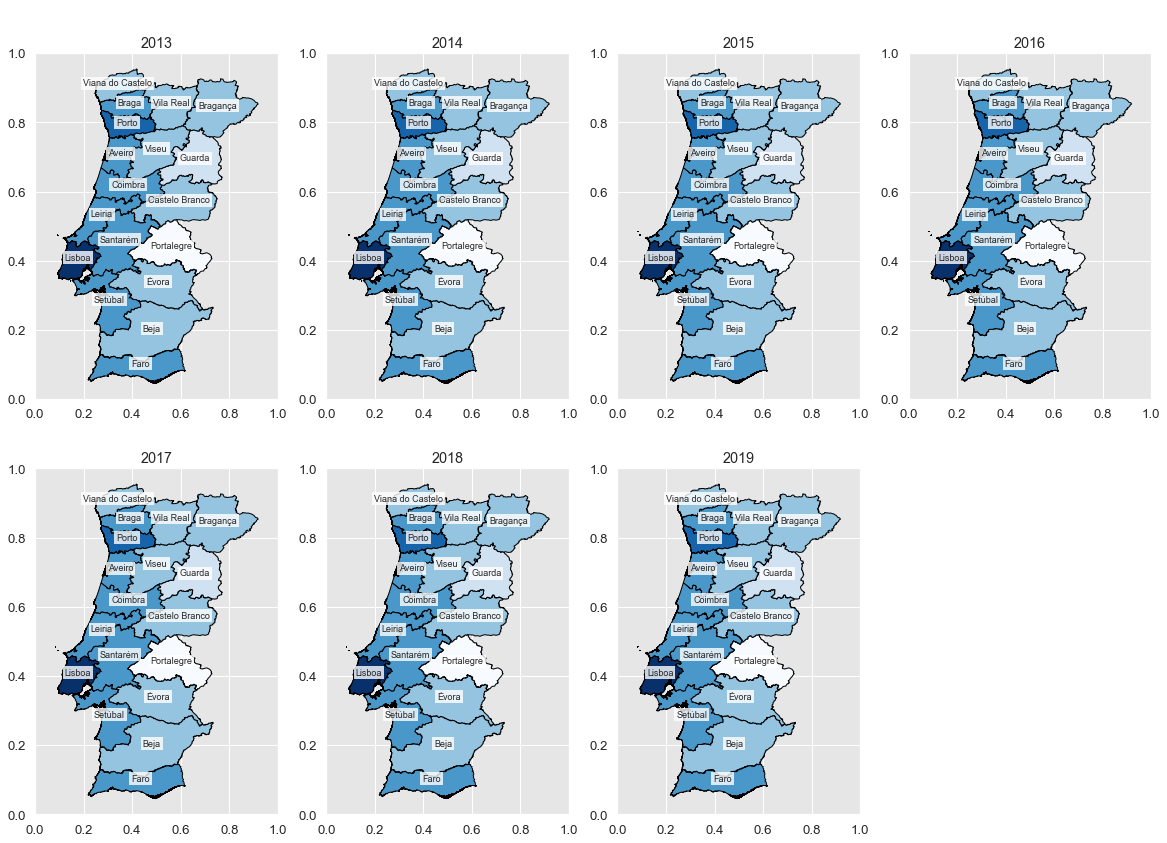 2013
1.0
0.8
0.6
0.4
0.2
0.0
0.0 0.2 0.4 0.6 0.8 1.0
Viana do Castelo
Braga
Vila Real
Bragança
Porto
Aveiro
Viseu
Guarda
Coimbra
Castelo Branco
Leiria
Santarém
Portalegre
Lisboa
Évora
Setúbal
Beja
Faro
2014
1.0
0.8
0.6
0.4
0.2
0.0
0.0 0.2 0.4 0.6 0.8 1.0
Viana do Castelo
Braga
Vila Real
Bragança
Porto
Aveiro
Viseu
Guarda
Coimbra
Castelo Branco
Leiria
Santarém
Portalegre
Lisboa
Évora
Setúbal
Beja
Faro
2015
1.0
0.8
0.6
0.4
0.2
0.0
0.0 0.2 0.4 0.6 0.8 1.0
Viana do Castelo
Braga
Vila Real
Bragança
Porto
Aveiro
Viseu
Guarda
Coimbra
Castelo Branco
Leiria
Santarém
Portalegre
Lisboa
Évora
Setúbal
Beja
Faro
2016
1.0
0.8
0.6
0.4
0.2
0.0
0.0 0.2 0.4 0.6 0.8 1.0
Viana do Castelo
Braga
Vila Real
Bragança
Porto
Aveiro
Viseu
Guarda
Coimbra
Castelo Branco
Leiria
Santarém
Portalegre
Lisboa
Évora
Setúbal
Beja
Faro
2017
1.0
0.8
0.6
0.4
0.2
0.0
0.0 0.2 0.4 0.6 0.8 1.0
Viana do Castelo
Braga
Vila Real
Bragança
Porto
Aveiro
Viseu
Guarda
Coimbra
Castelo Branco
Leiria
Santarém
Portalegre
Lisboa
Évora
Setúbal
Beja
Faro
2018
1.0
0.8
0.6
0.4
0.2
0.0
0.0 0.2 0.4 0.6 0.8 1.0
Viana do Castelo
Braga
Vila Real
Bragança
Porto
Aveiro
Viseu
Guarda
Coimbra
Castelo Branco
Leiria
Santarém
Portalegre
Lisboa
Évora
Setúbal
Beja
Faro
2019
1.0
0.8
0.6
0.4
0.2
0.0
0.0 0.2 0.4 0.6 0.8 1.0
Viana do Castelo
Braga
Vila Real
Bragança
Porto
Aveiro
Viseu
Guarda
Coimbra
Castelo Branco
Leiria
Santarém
Portalegre
Lisboa
Évora
Setúbal
Beja
Faro